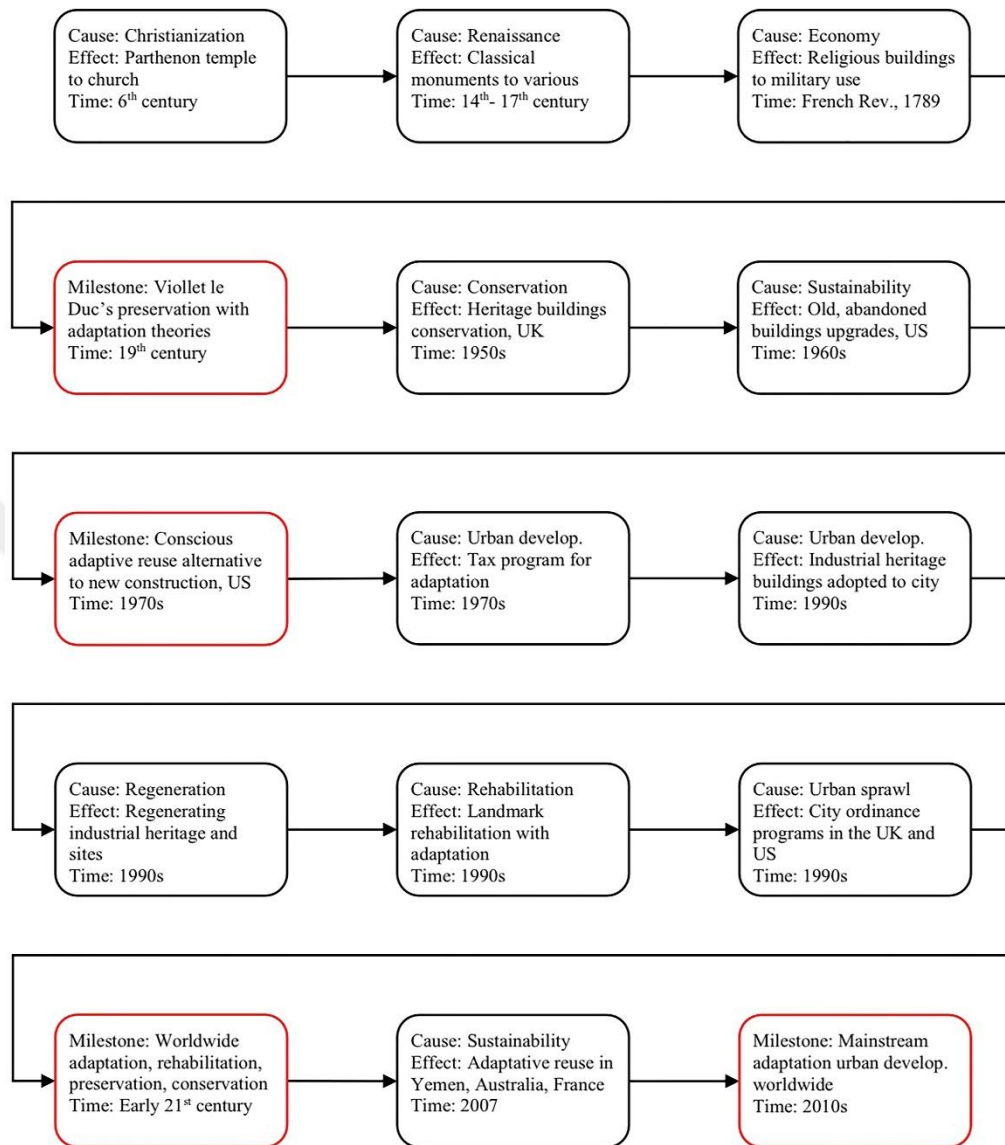 Cause: Christianization
Effect: Parthenon temple
to church
Time: 6th century
Cause: Renaissance
Effect: Classical
monuments to various
Time: 14th- 17th century
Cause: Economy
Effect: Religious buildings
to military use
Time: French Rev., 1789
Milestone: Viollet le
Duc’s preservation with
adaptation theories
Time: 19th century
Cause: Conservation
Effect: Heritage buildings
conservation, UK
Time: 1950s
Cause: Sustainability
Effect: Old, abandoned
buildings upgrades, US
Time: 1960s
Milestone: Conscious
adaptive reuse alternative
to new construction, US
Time: 1970s
Cause: Urban develop.
Effect: Tax program for
adaptation
Time: 1970s
Cause: Urban develop.
Effect: Industrial heritage
buildings adopted to city
Time: 1990s
Cause: Regeneration
Effect: Regenerating
industrial heritage and
sites
Time: 1990s
Cause: Rehabilitation
Effect: Landmark
rehabilitation with
adaptation
Time: 1990s
Cause: Urban sprawl
Effect: City ordinance
programs in the UK and
US
Time: 1990s
Milestone: Worldwide
adaptation, rehabilitation,
preservation, conservation
Time: Early 21st century
Cause: Sustainability
Effect: Adaptative reuse in
Yemen, Australia, France
Time: 2007
Milestone: Mainstream
adaptation urban develop.
worldwide
Time: 2010s